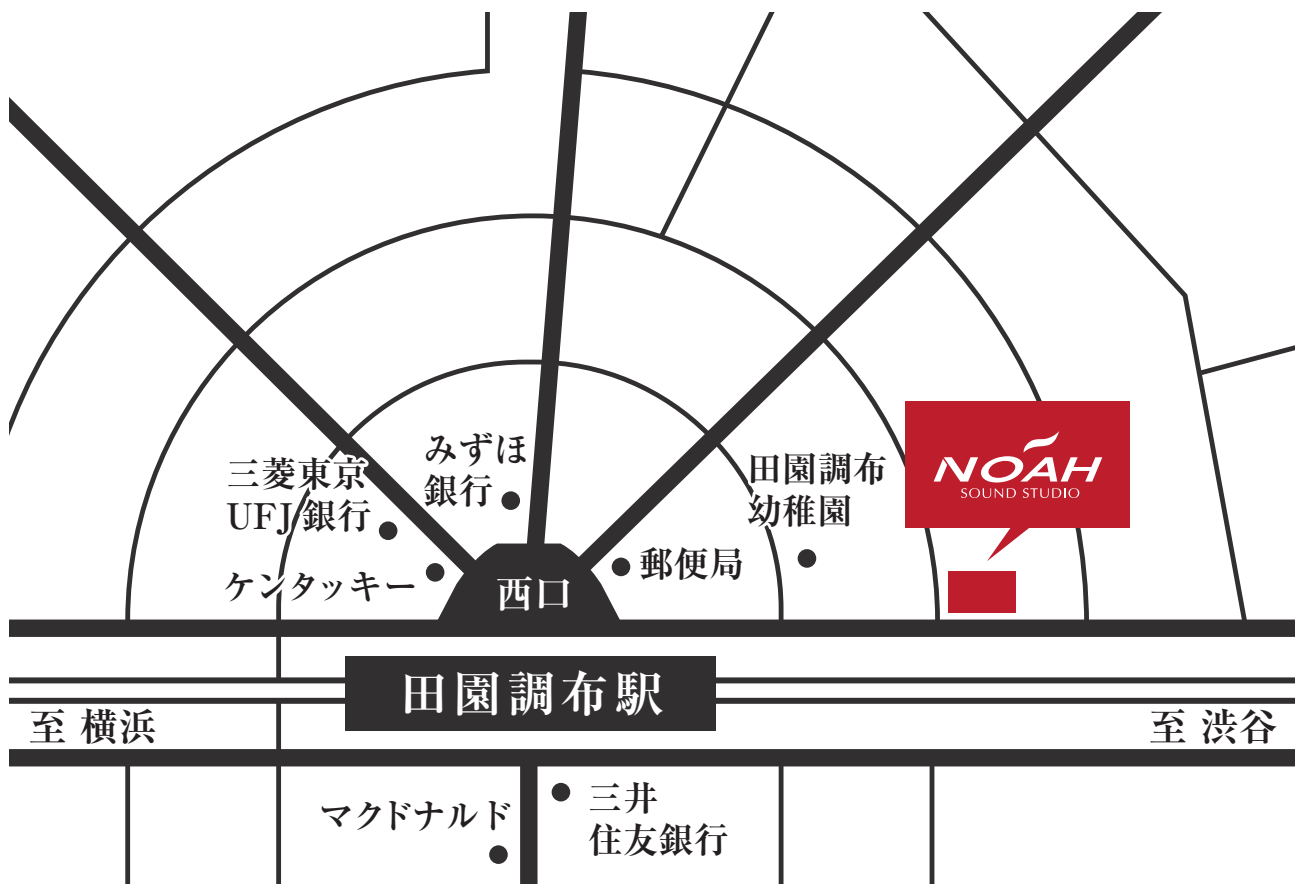 みずほ
銀行
三菱東京
UFJ 銀行
ケンタッキー
西口
郵便局
田園調布
幼稚園
NOAH
SOUND STUDIO
田園調布駅
至 横浜
至 渋谷
マクドナルド
三井
住友銀行